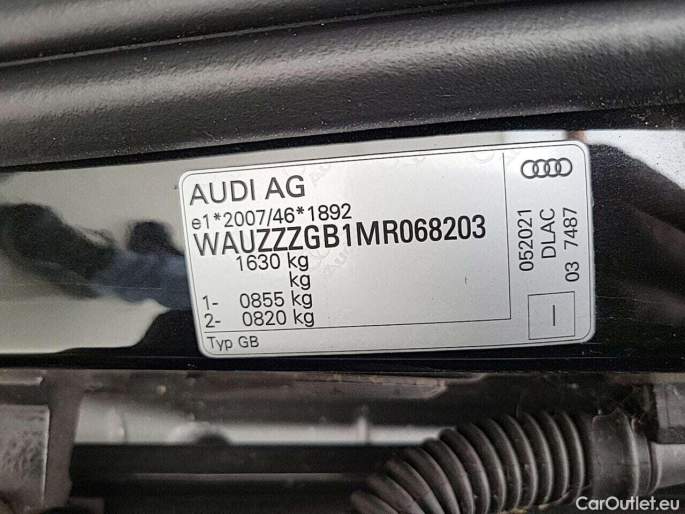 AUDI AG
e1*2007/46*1892
WAUZZZGB1MR068203
1630 kg
kg
1- 0855 kg
2- 0820 kg
Typ GB
052021
DLAC
03 7487
I
CarOutlet.eu